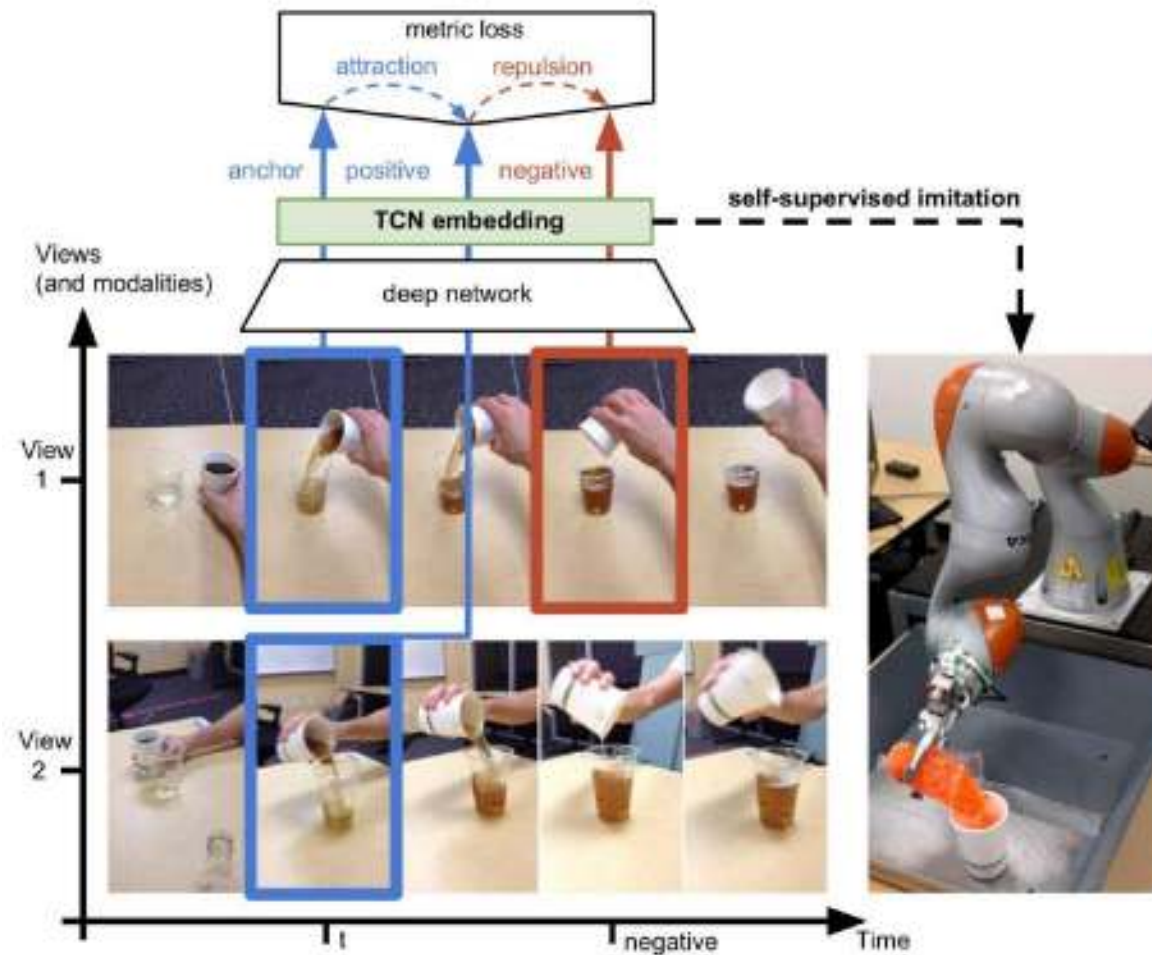 metric loss
attraction repulsion
anchor positive negative
TCN embedding
self-supervised imitation
Views
(and modalities)
deep network
View
1
View
2
t
negative
Time